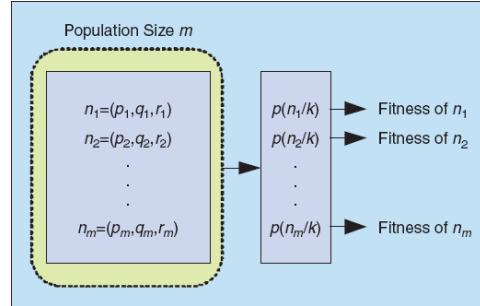 Population Size m
n₁=(p₁,q₁,r₁) p(n₁/k) Fitness of n₁
n₂=(p₂,q₂,r₂) p(n₂/k) Fitness of n₂
. .
. .
. .
nₘ=(pₘ,qₘ,rₘ) p(nₘ/k) Fitness of nₘ